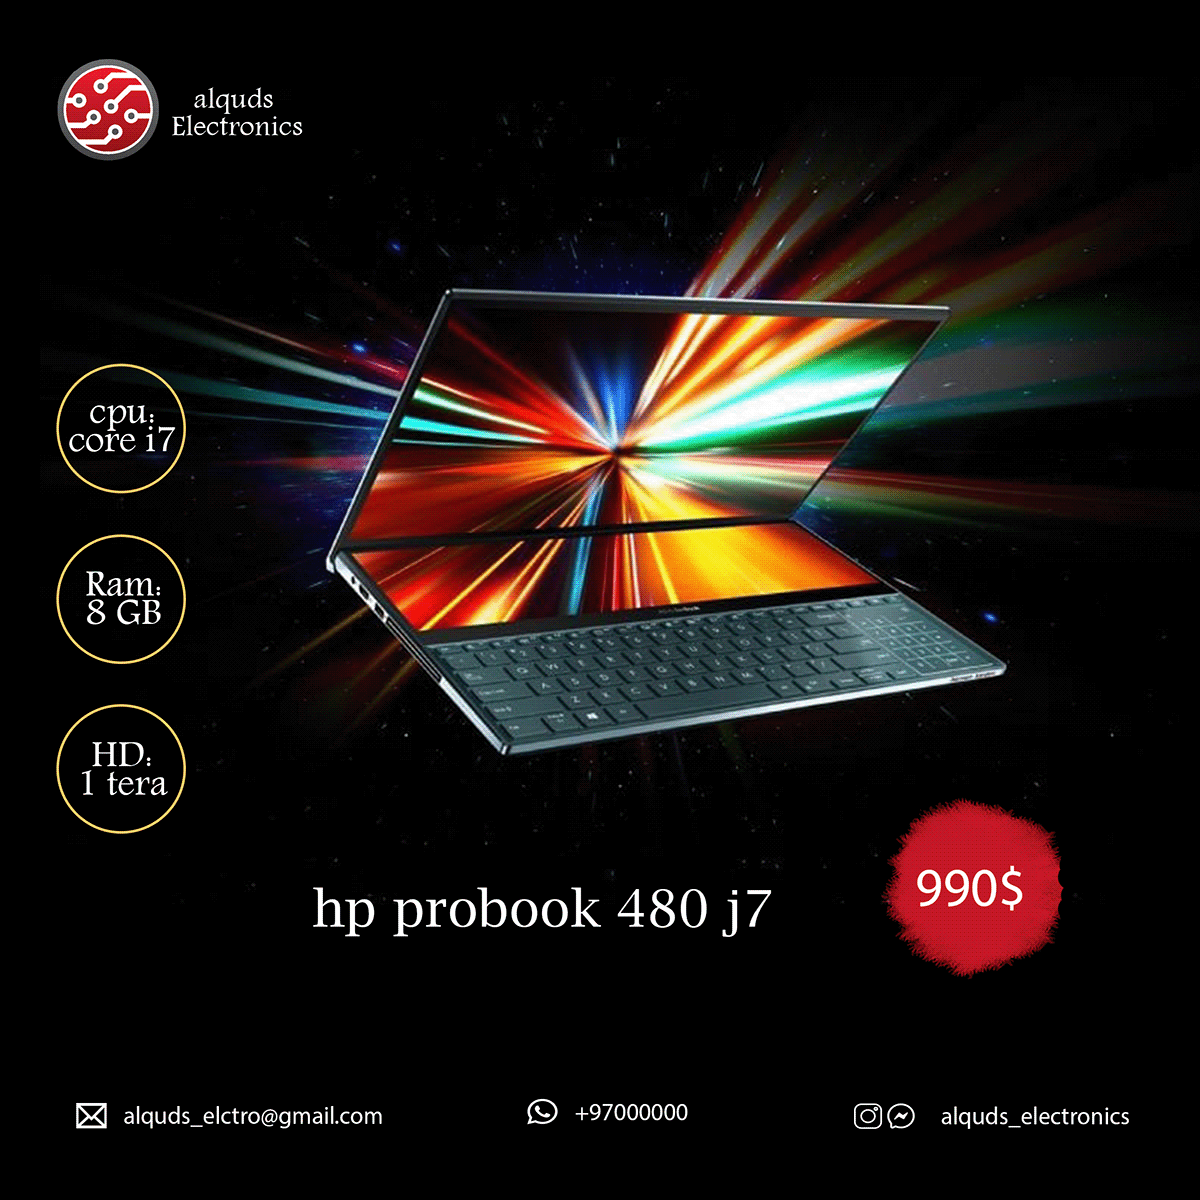 alquds
Electronics
cpu:
core i7
Ram:
8 GB
HD:
1 tera
hp probook 480 j7
990$
alquds_elctro@gmail.com
+97000000
alquds_electronics